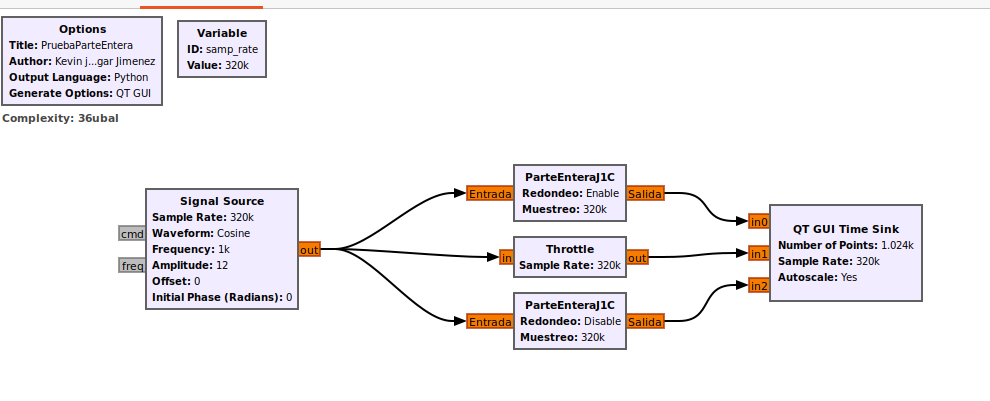 Options
Title: PruebaParteEntera
Author: Kevin j...gar Jimenez
Output Language: Python
Generate Options: QT GUI
Variable
ID: samp_rate
Value: 320k
Complexity: 36ubal
Signal Source
Sample Rate: 320k
Waveform: Cosine
Frequency: 1k
Amplitude: 12
Offset: 0
Initial Phase (Radians): 0
cmd
freq
out
Entrada
ParteEnteraJ1C
Redondeo: Enable
Muestreo: 320k
Salida
in
Throttle
Sample Rate: 320k
out
Entrada
ParteEnteraJ1C
Redondeo: Disable
Muestreo: 320k
Salida
in0
in1
in2
QT GUI Time Sink
Number of Points: 1.024k
Sample Rate: 320k
Autoscale: Yes